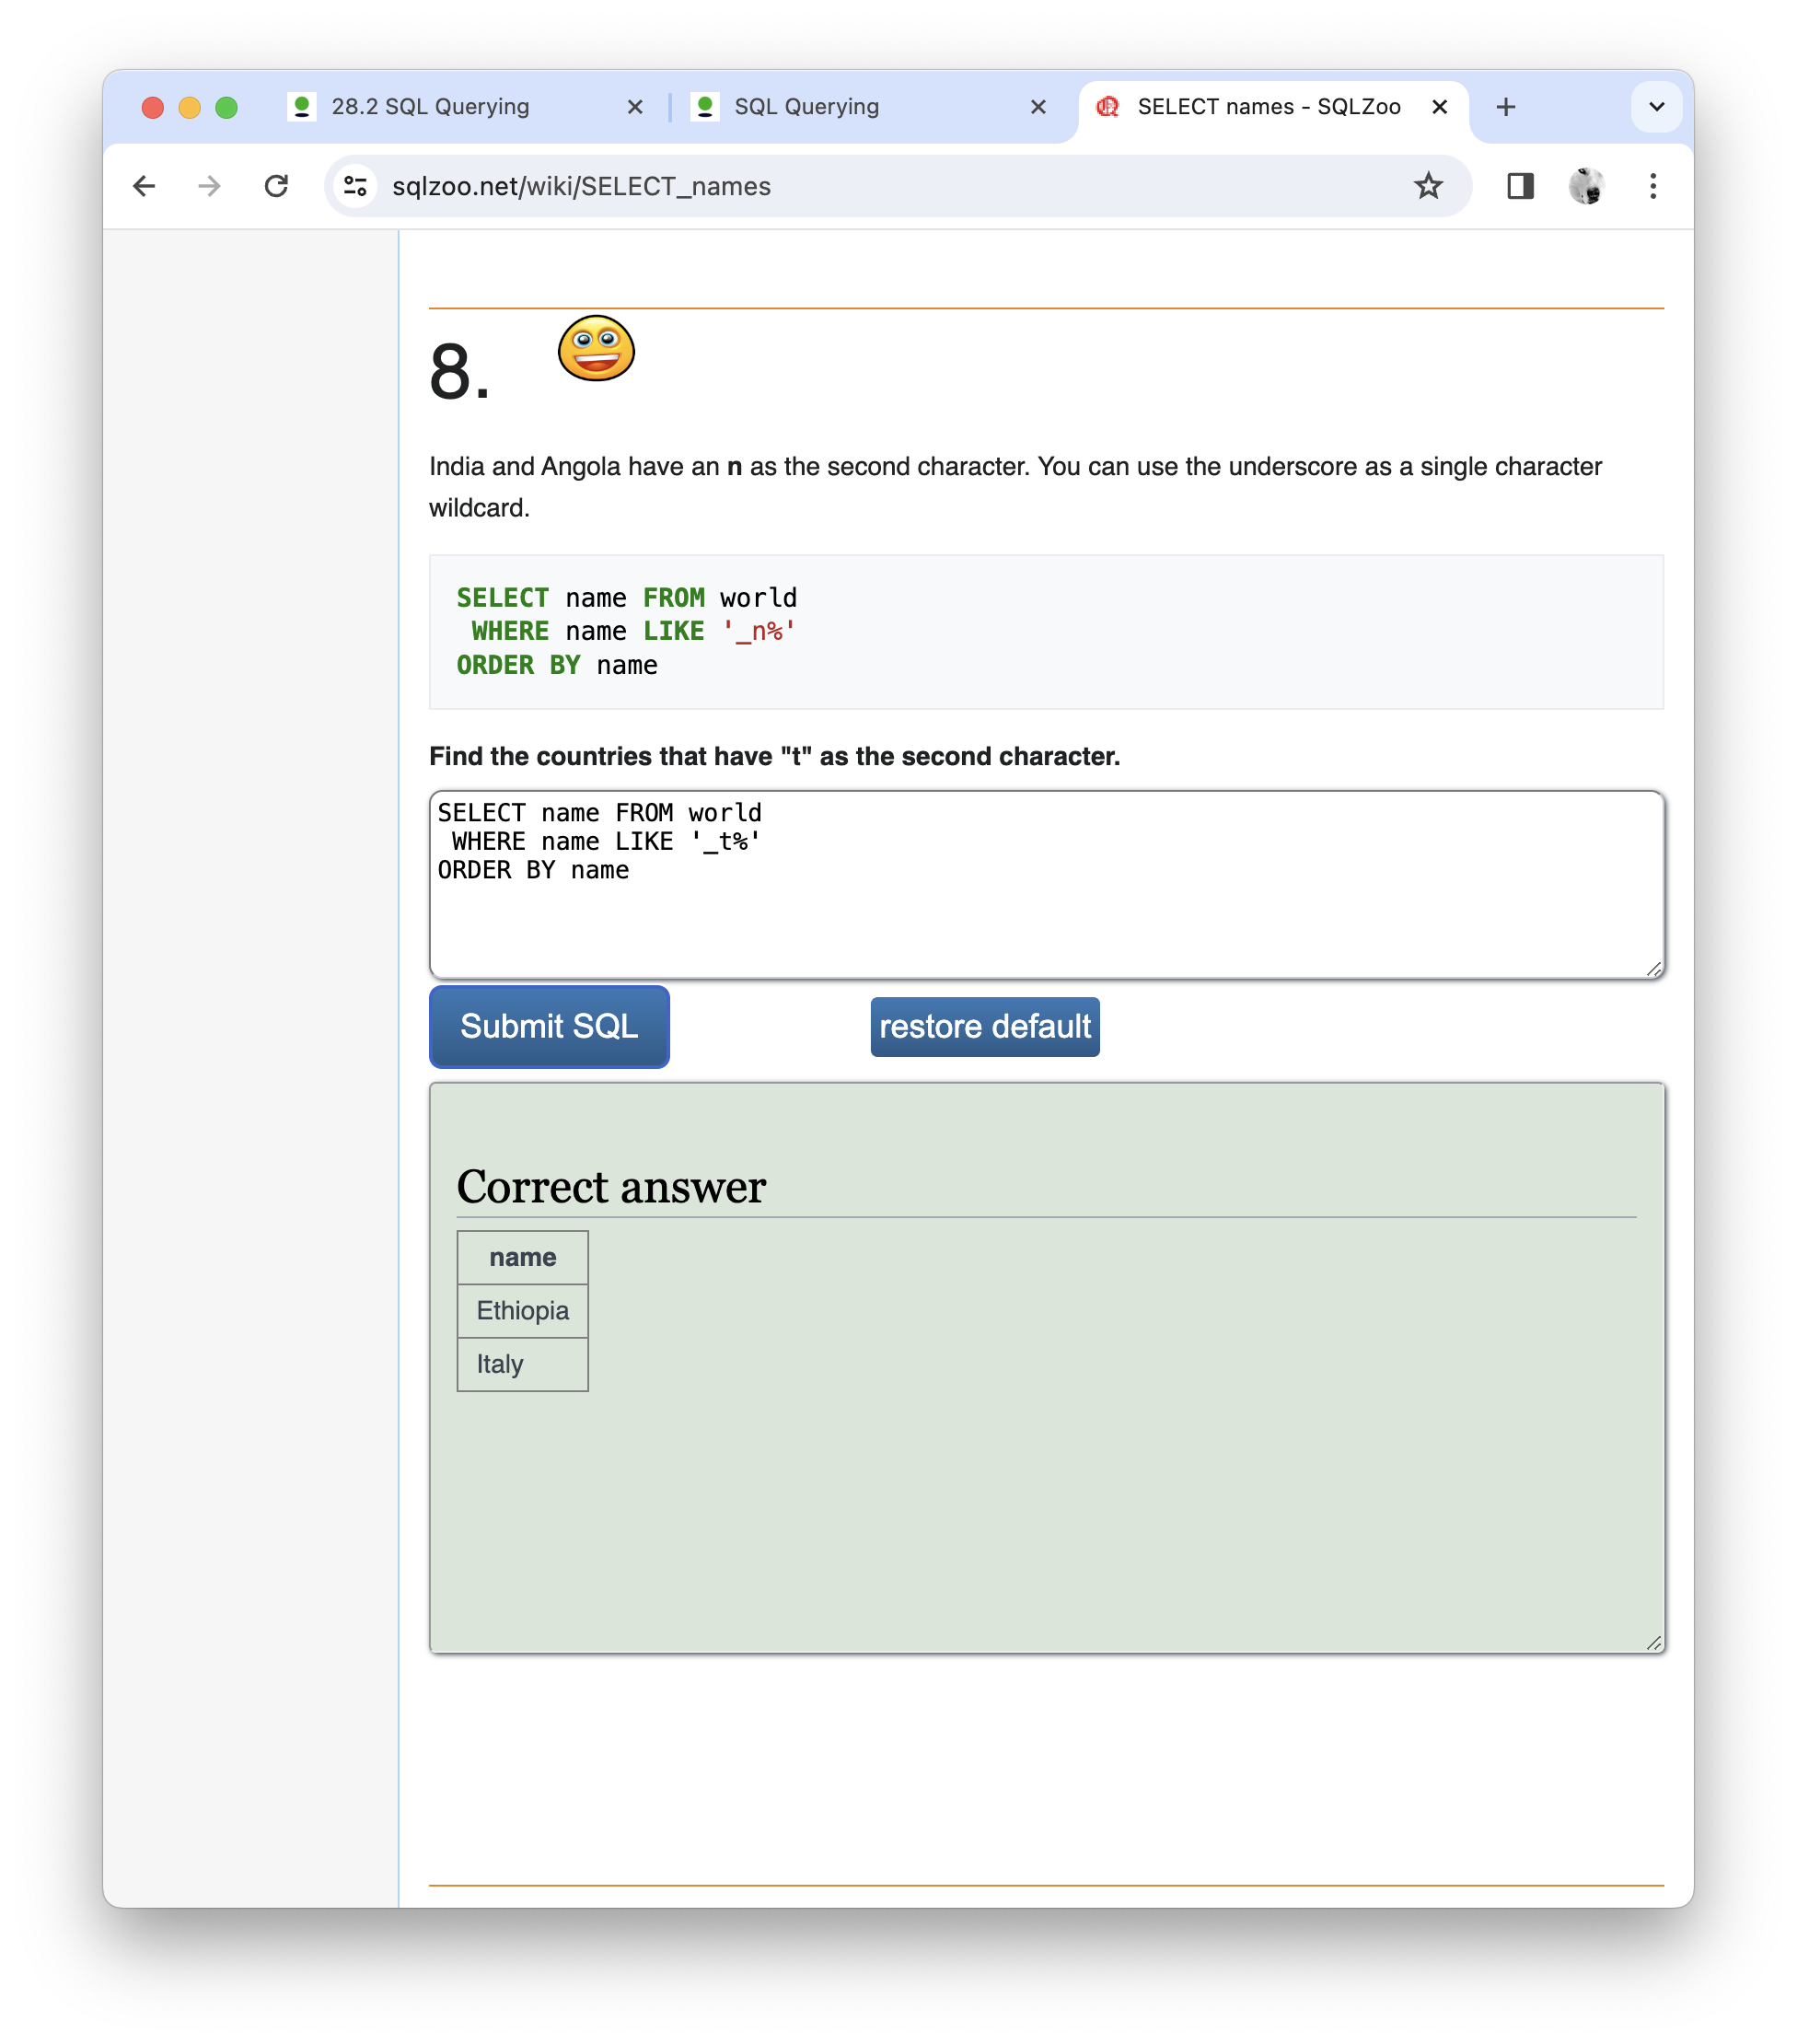 28.2 SQL Querying
SQL Querying
SELECT names - SQLZoo
sqlzoo.net/wiki/SELECT_names
8.
India and Angola have an n as the second character. You can use the underscore as a single character
wildcard.
SELECT name FROM world
 WHERE name LIKE '_n%'
ORDER BY name
Find the countries that have "t" as the second character.
SELECT name FROM world
 WHERE name LIKE '_t%'
ORDER BY name
Submit SQL
restore default
Correct answer
name
Ethiopia
Italy